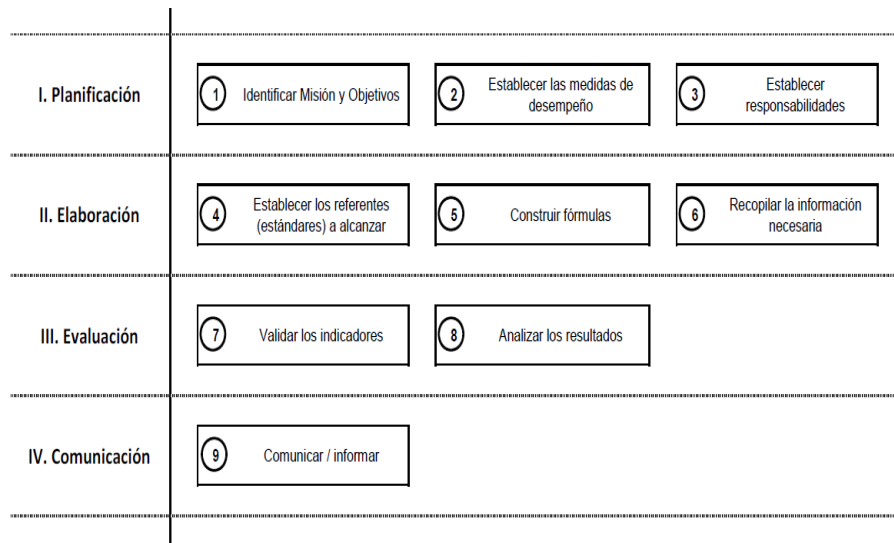 I. Planificación
1
Identificar Misión y Objetivos
2
Establecer las medidas de
desempeño
3
Establecer
responsabilidades
II. Elaboración
4
Establecer los referentes
(estándares) a alcanzar
5
Construir fórmulas
6
Recopilar la información
necesaria
III. Evaluación
7
Validar los indicadores
8
Analizar los resultados
IV. Comunicación
9
Comunicar / informar